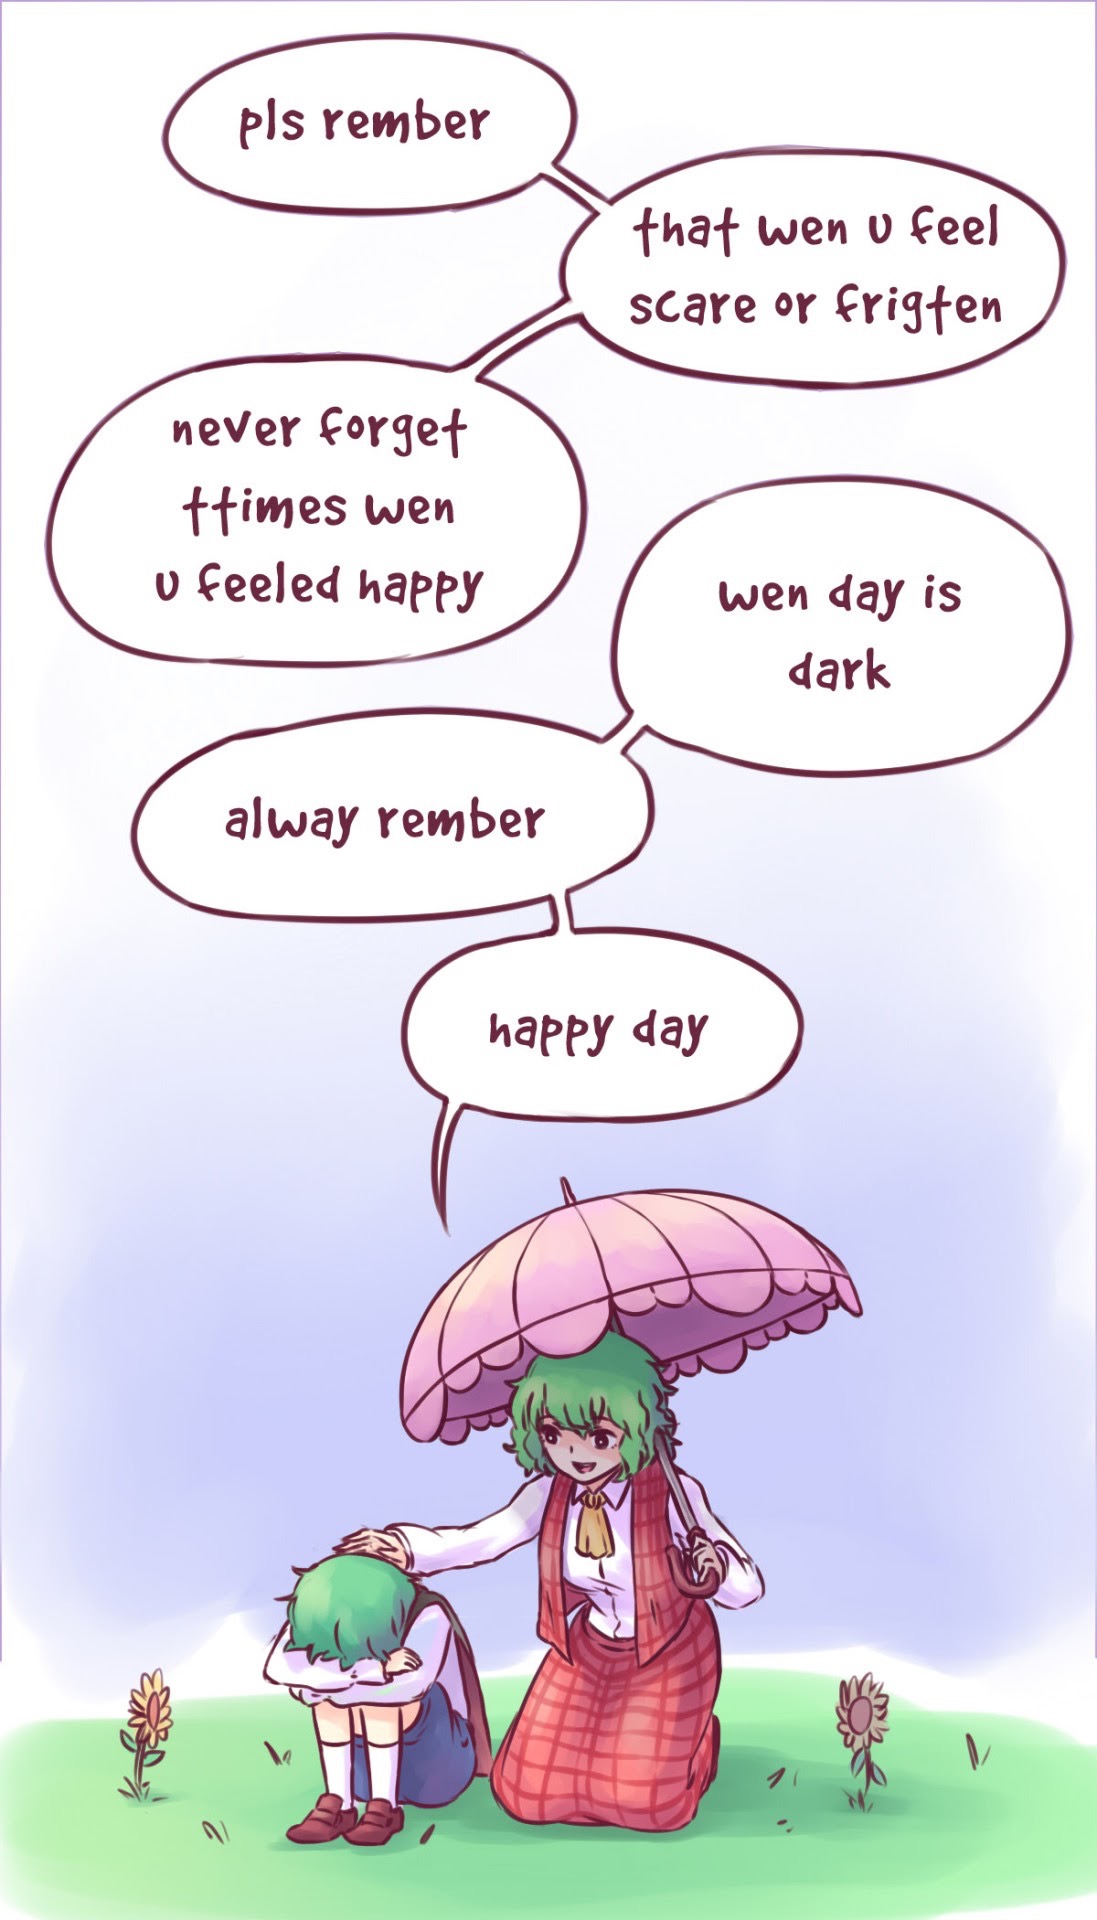 pls rember
that wen u feel
scare or frigten
never forget
ttimes wen
u feeled happy
wen day is
dark
alway rember
happy day